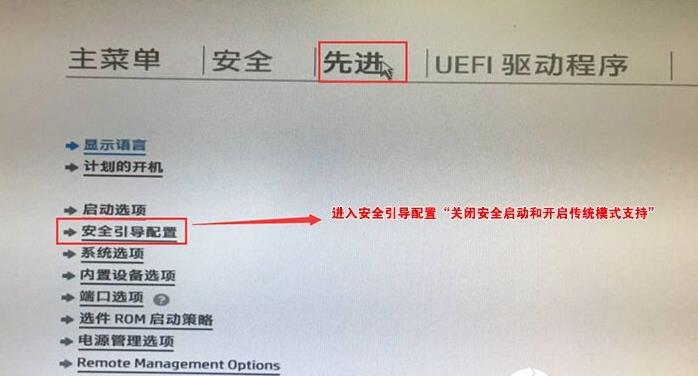 主菜单 安全 先进 UEFI 驱动程序
显示语言
计划的开机
启动选项
安全引导配置 进入安全引导配置“关闭安全启动和开启传统模式支持”
系统选项
内置设备选项
端口选项 ?
选件 ROM 启动策略
电源管理选项
Remote Management Options